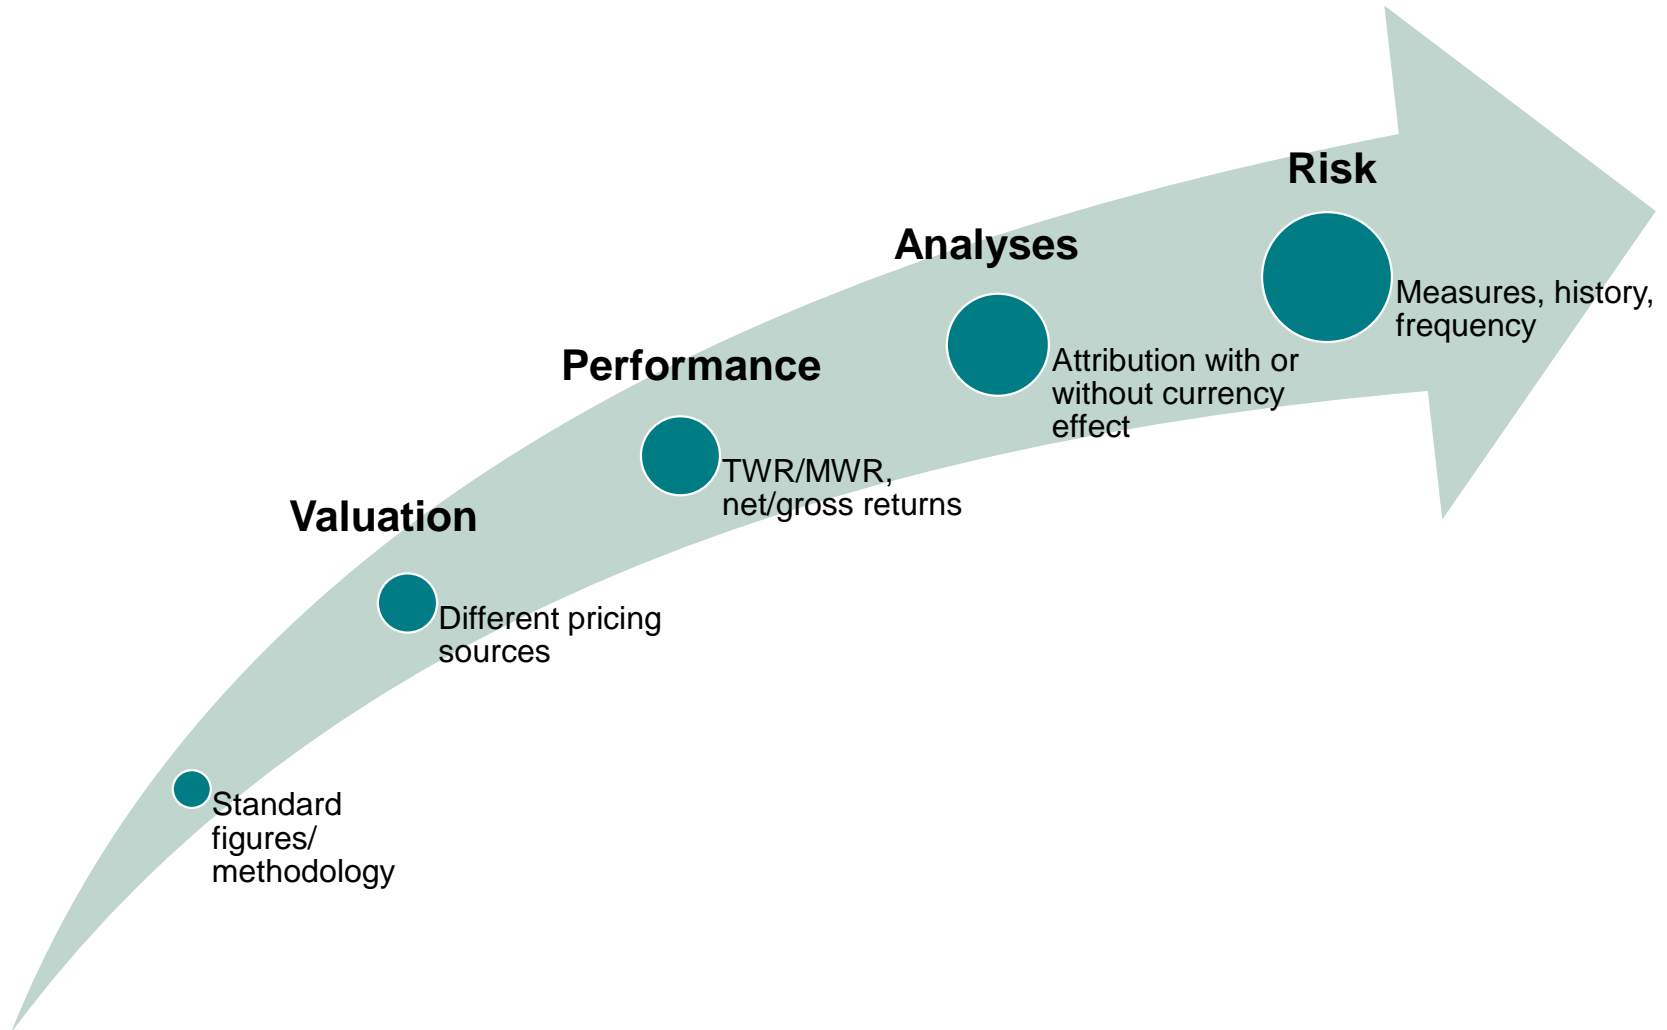 Risk
Measures, history,
frequency
Analyses
Attribution with or
without currency
effect
Performance
TWR/MWR,
net/gross returns
Valuation
Different pricing
sources
Standard
figures/
methodology